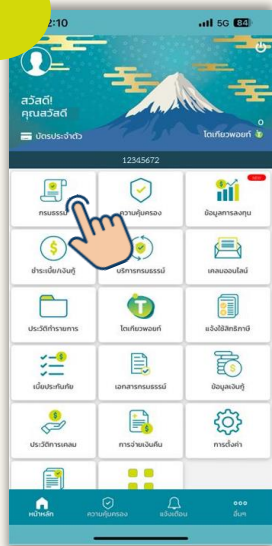 2:10
5G 84
สวัสดี!
คุณสวัสดี
0
บัตรประจำตัว
โตเกียวพอยท์
12345672
NEW
กรมธรรม์
ความคุ้มครอง
ข้อมูลการลงทุน
ชำระเบี้ย/เงินกู้
บริการกรมธรรม์
เคลมออนไลน์
T
ประวัติทำรายการ
โตเกียวพอยท์
แจ้งใช้สิทธิภาษี
เบี้ยประกันภัย
เอกสารกรมธรรม์
ข้อมูลเงินกู้
ประวัติการเคลม
การจ่ายเงินคืน
การตั้งค่า
หน้าหลัก
ความคุ้มครอง
แจ้งเตือน
อื่นๆ